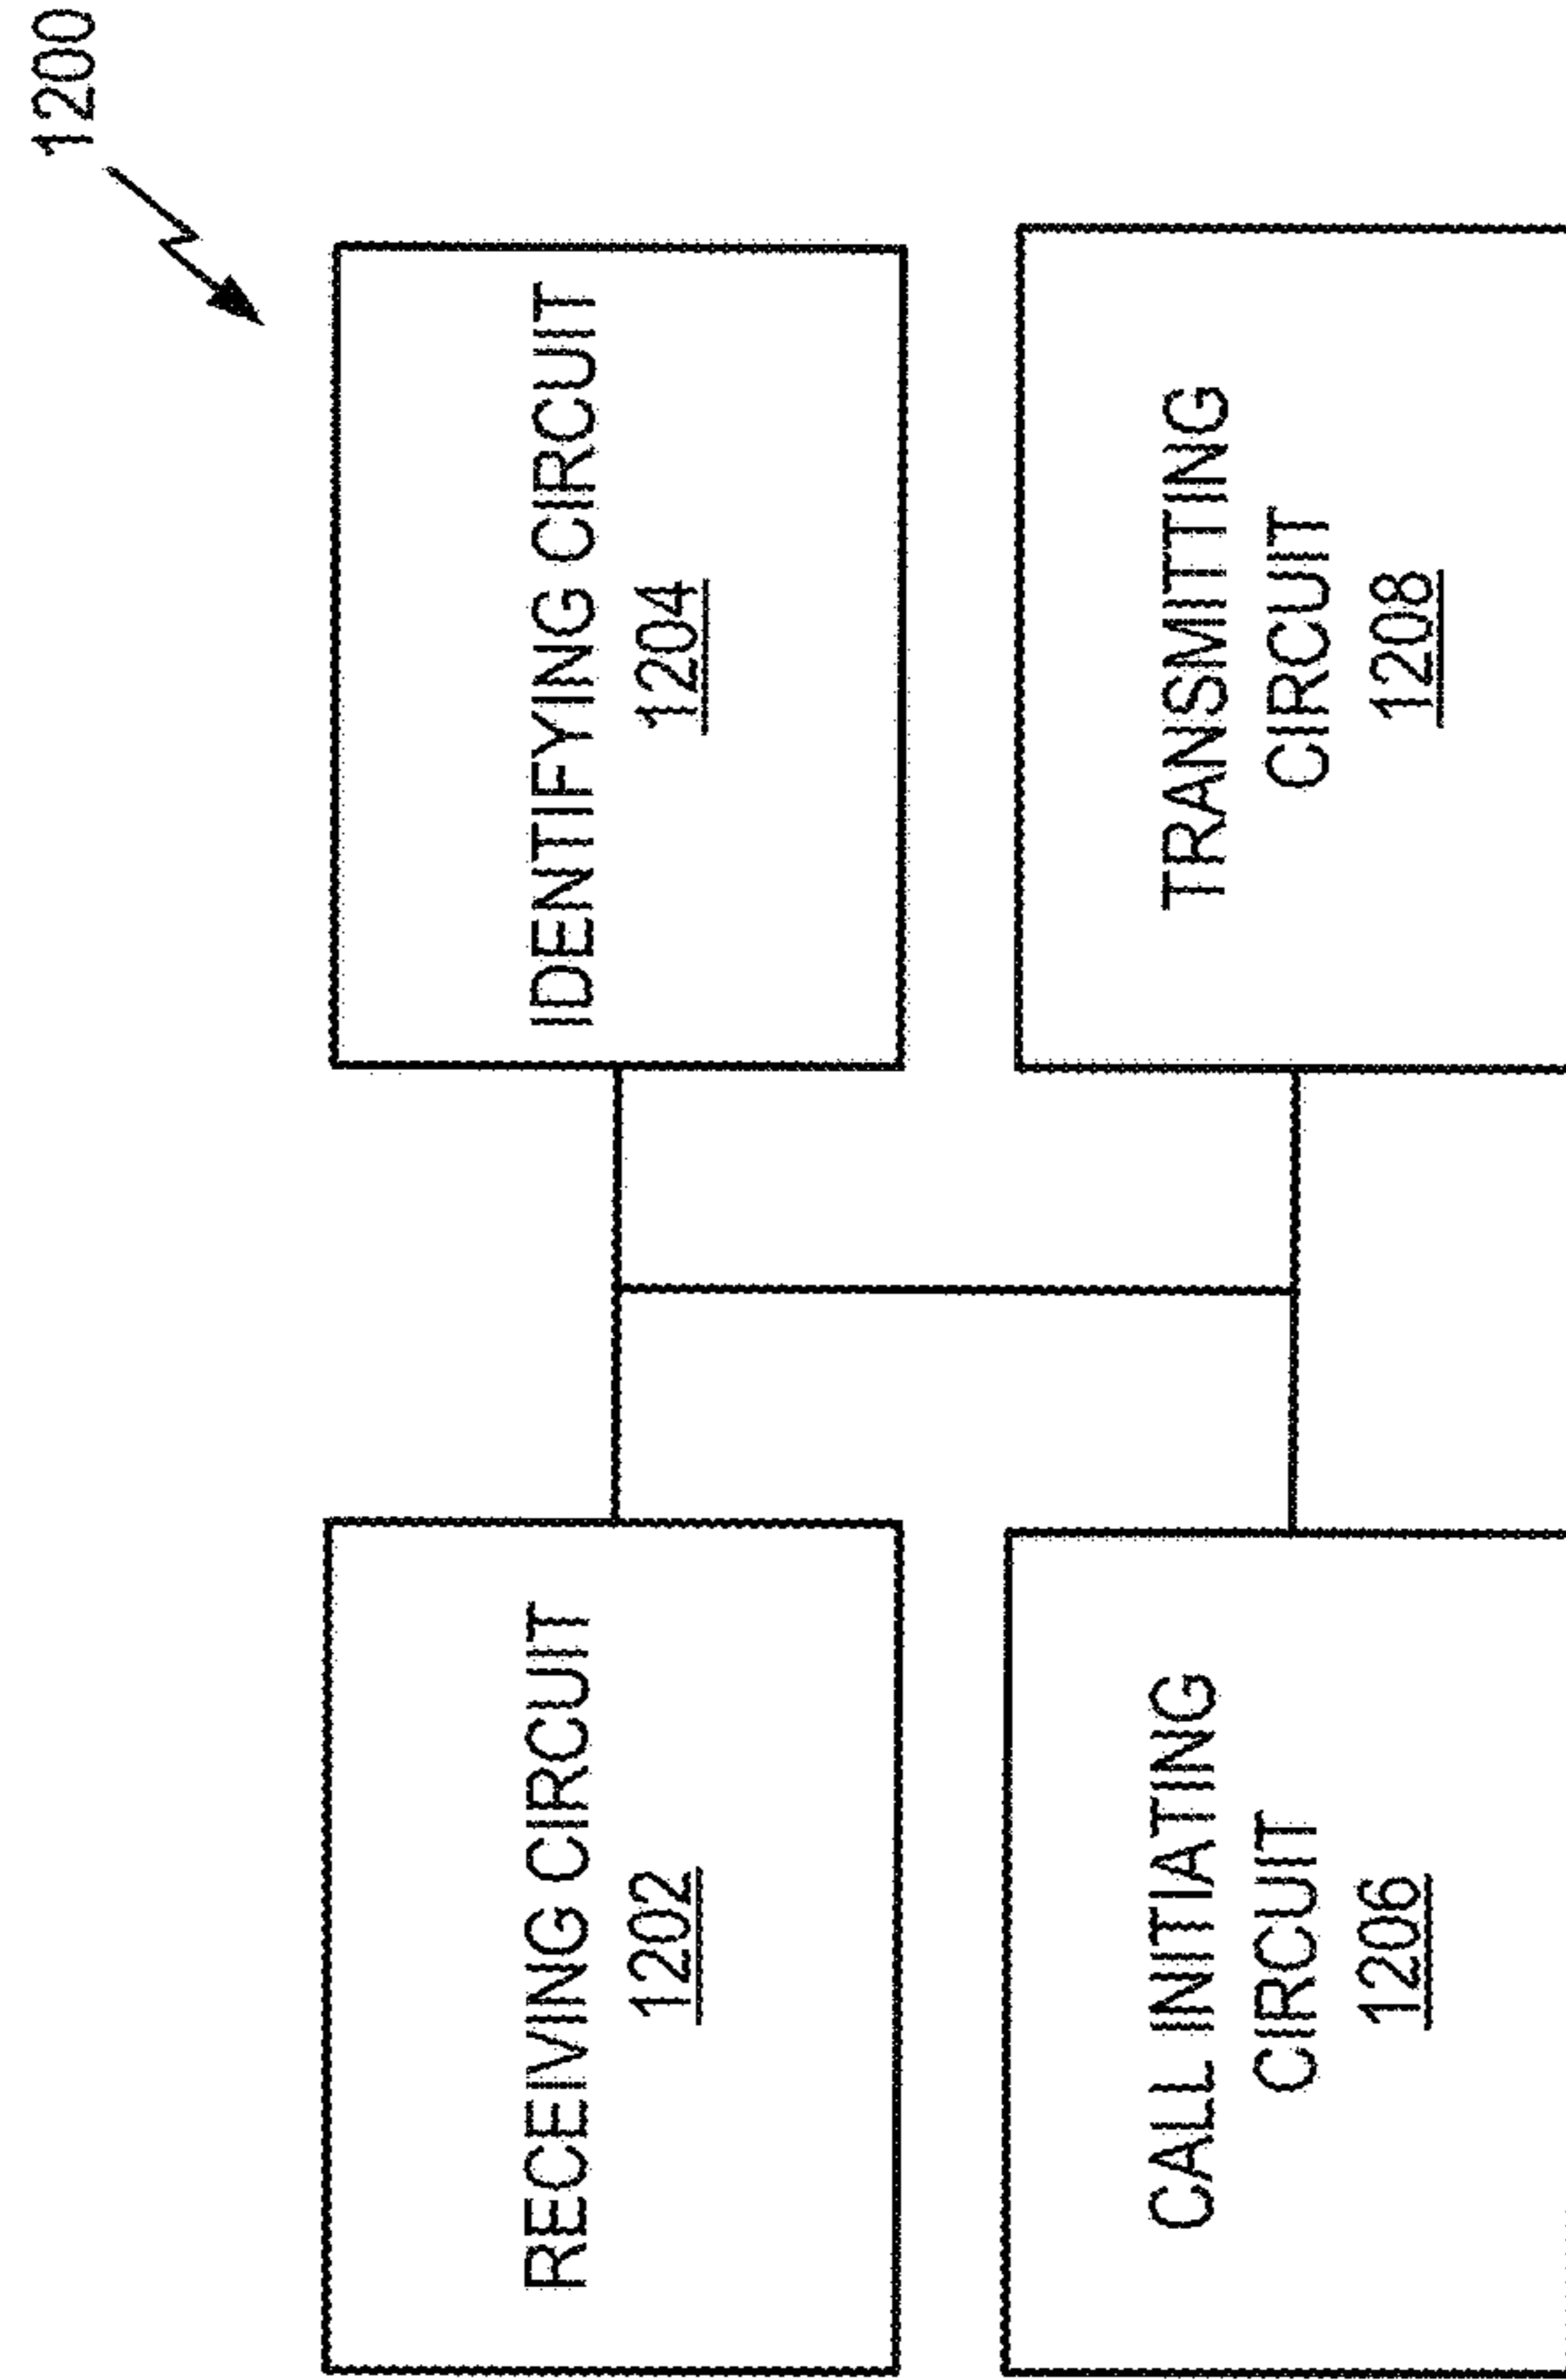 1200
RECEIVING CIRCUIT
1202
IDENTIFYING CIRCUIT
1204
CALL INITIATING
CIRCUIT
1206
TRANSMITTING
CIRCUIT
1208